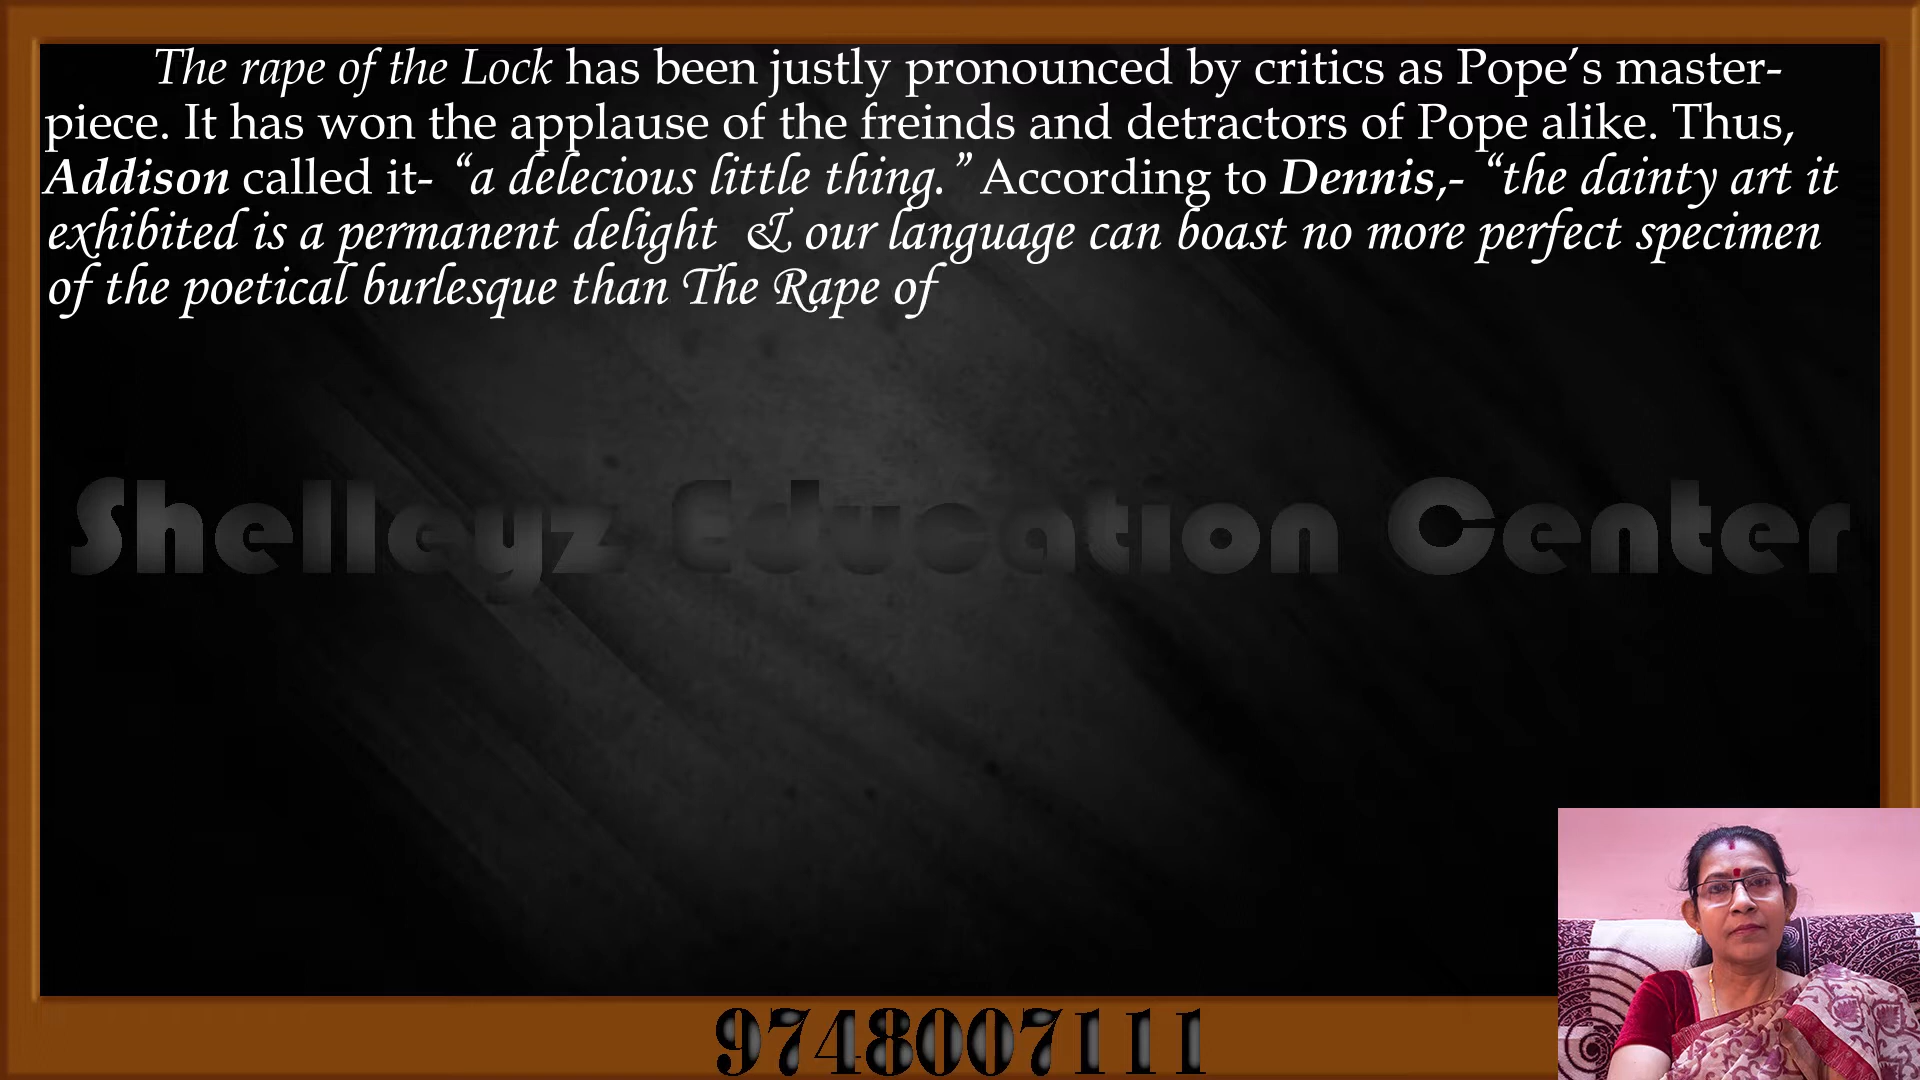 The rape of the Lock has been justly pronounced by critics as Pope’s master-
piece. It has won the applause of the freinds and detractors of Pope alike. Thus,
Addison called it- “a delecious little thing.” According to Dennis,- “the dainty art it
exhibited is a permanent delight & our language can boast no more perfect specimen
of the poetical burlesque than The Rape of
Shelleyz Education Center
9748007111